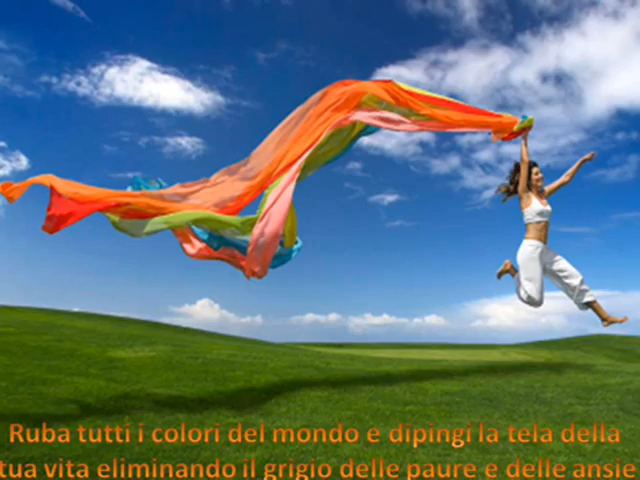 Ruba tutti i colori del mondo e dipingi la tela della
tua vita eliminando il grigio delle paure e delle ansie